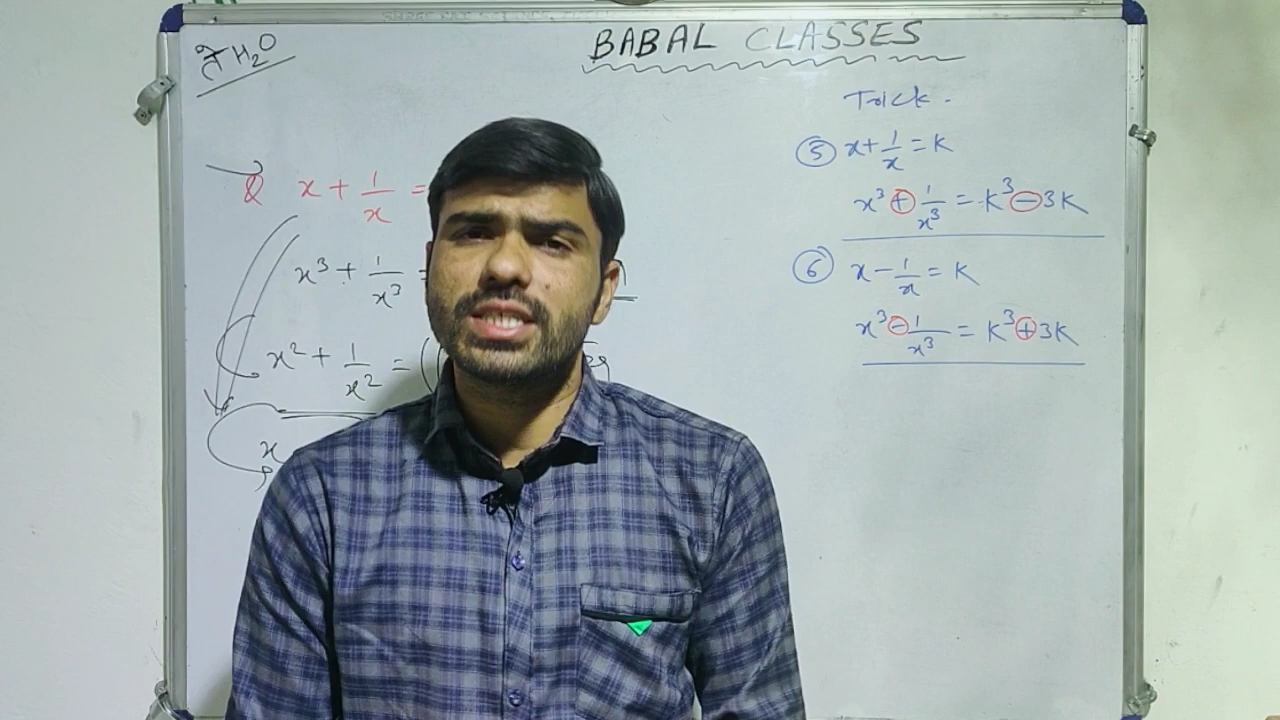 BABAL CLASSES
H₂O
Q x + 1/x =
x³ + 1/x³ =
x² + 1/x² = (
x
Trick.
⑤ x + 1/x = K
x³ ⊕ 1/x³ = K³ ⊖ 3K
⑥ x - 1/x = K
x³ ⊖ 1/x³ = K³ ⊕ 3K